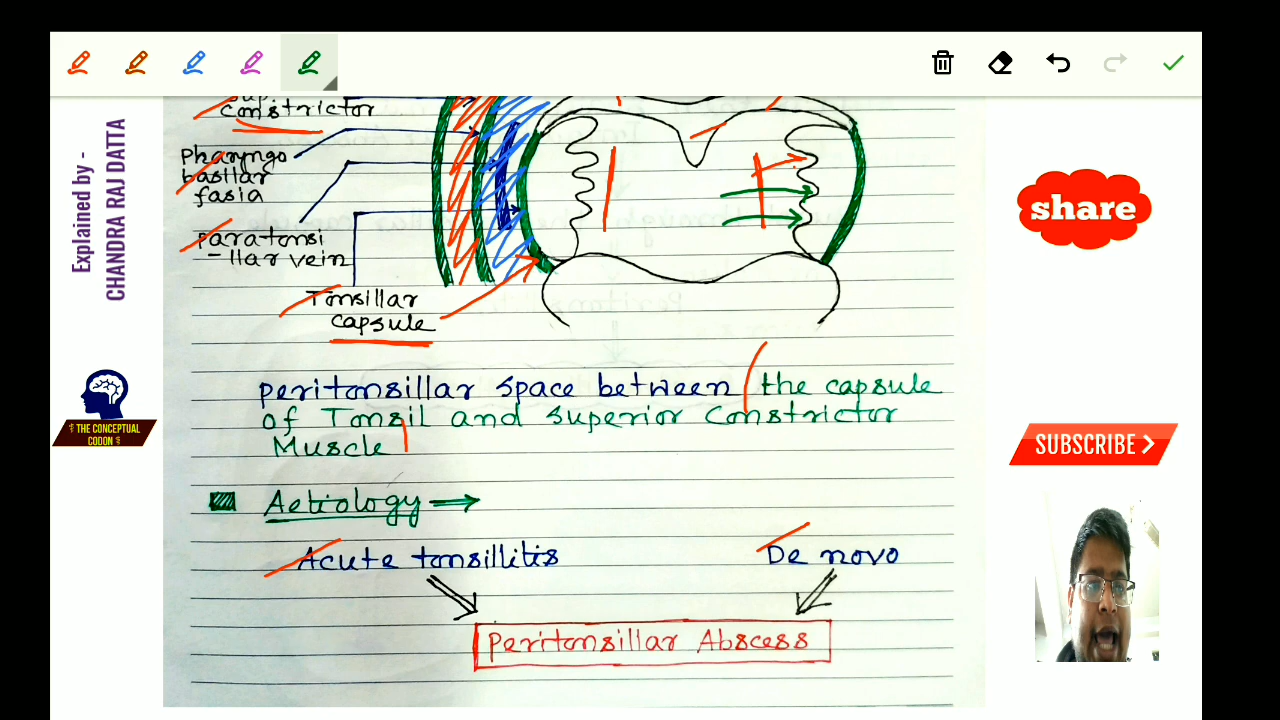 Explained by -
CHANDRA RAJ DATTA
THE CONCEPTUAL
CODON
Sup
constrictor
pharyngo
basilar
fasia
paratonsi
-llar vein
Tonsillar
capsule
peritonsillar space between the capsule
of Tonsil and superior Constrictor
Muscle
Aetiology →
Acute tonsillitis
De novo
Peritonsillar Abscess
share
SUBSCRIBE >